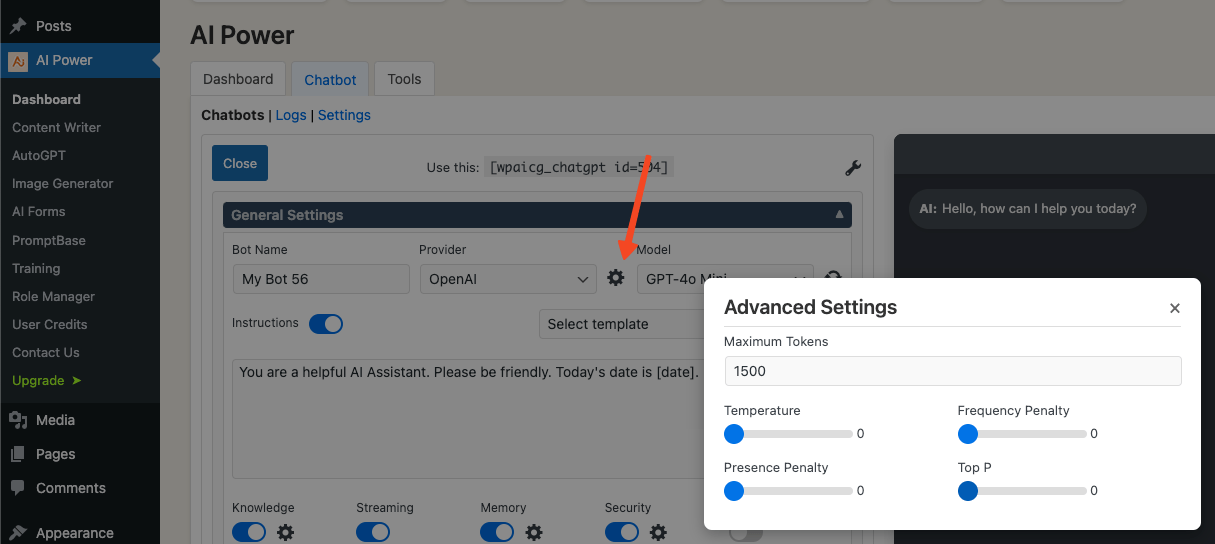 Posts
AI Power
Dashboard
Content Writer
AutoGPT
Image Generator
AI Forms
PromptBase
Training
Role Manager
User Credits
Contact Us
Upgrade ➤
Media
Pages
Comments
Appearance
AI Power
Dashboard
Chatbot
Tools
Chatbots | Logs | Settings
Close
Use this: [wpaicg_chatgpt id=504]
General Settings
Bot Name
Provider
Model
My Bot 56
OpenAI
GPT-4o Mini
Instructions
Select template
You are a helpful AI Assistant. Please be friendly. Today's date is [date].
Knowledge
Streaming
Memory
Security
AI: Hello, how can I help you today?
Advanced Settings
×
Maximum Tokens
1500
Temperature
0
Frequency Penalty
0
Presence Penalty
0
Top P
0